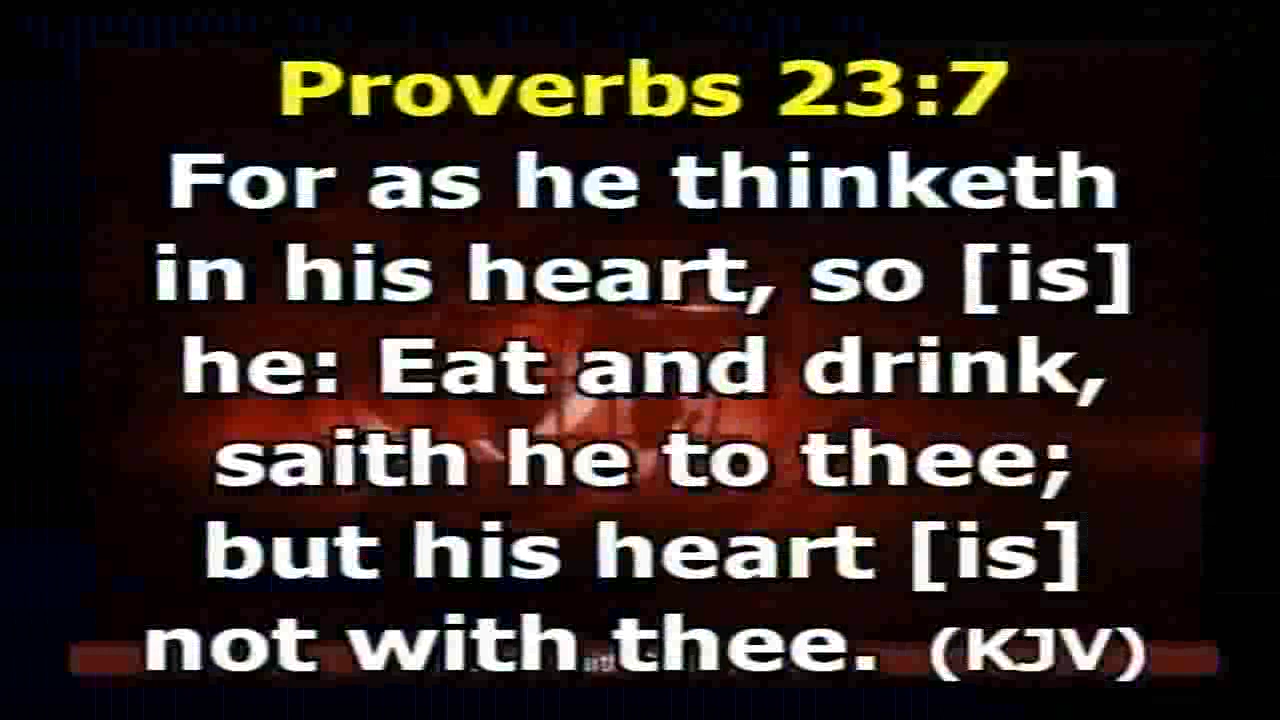 Proverbs 23:7
For as he thinketh
in his heart, so [is]
he: Eat and drink,
saith he to thee;
but his heart [is]
not with thee. (KJV)